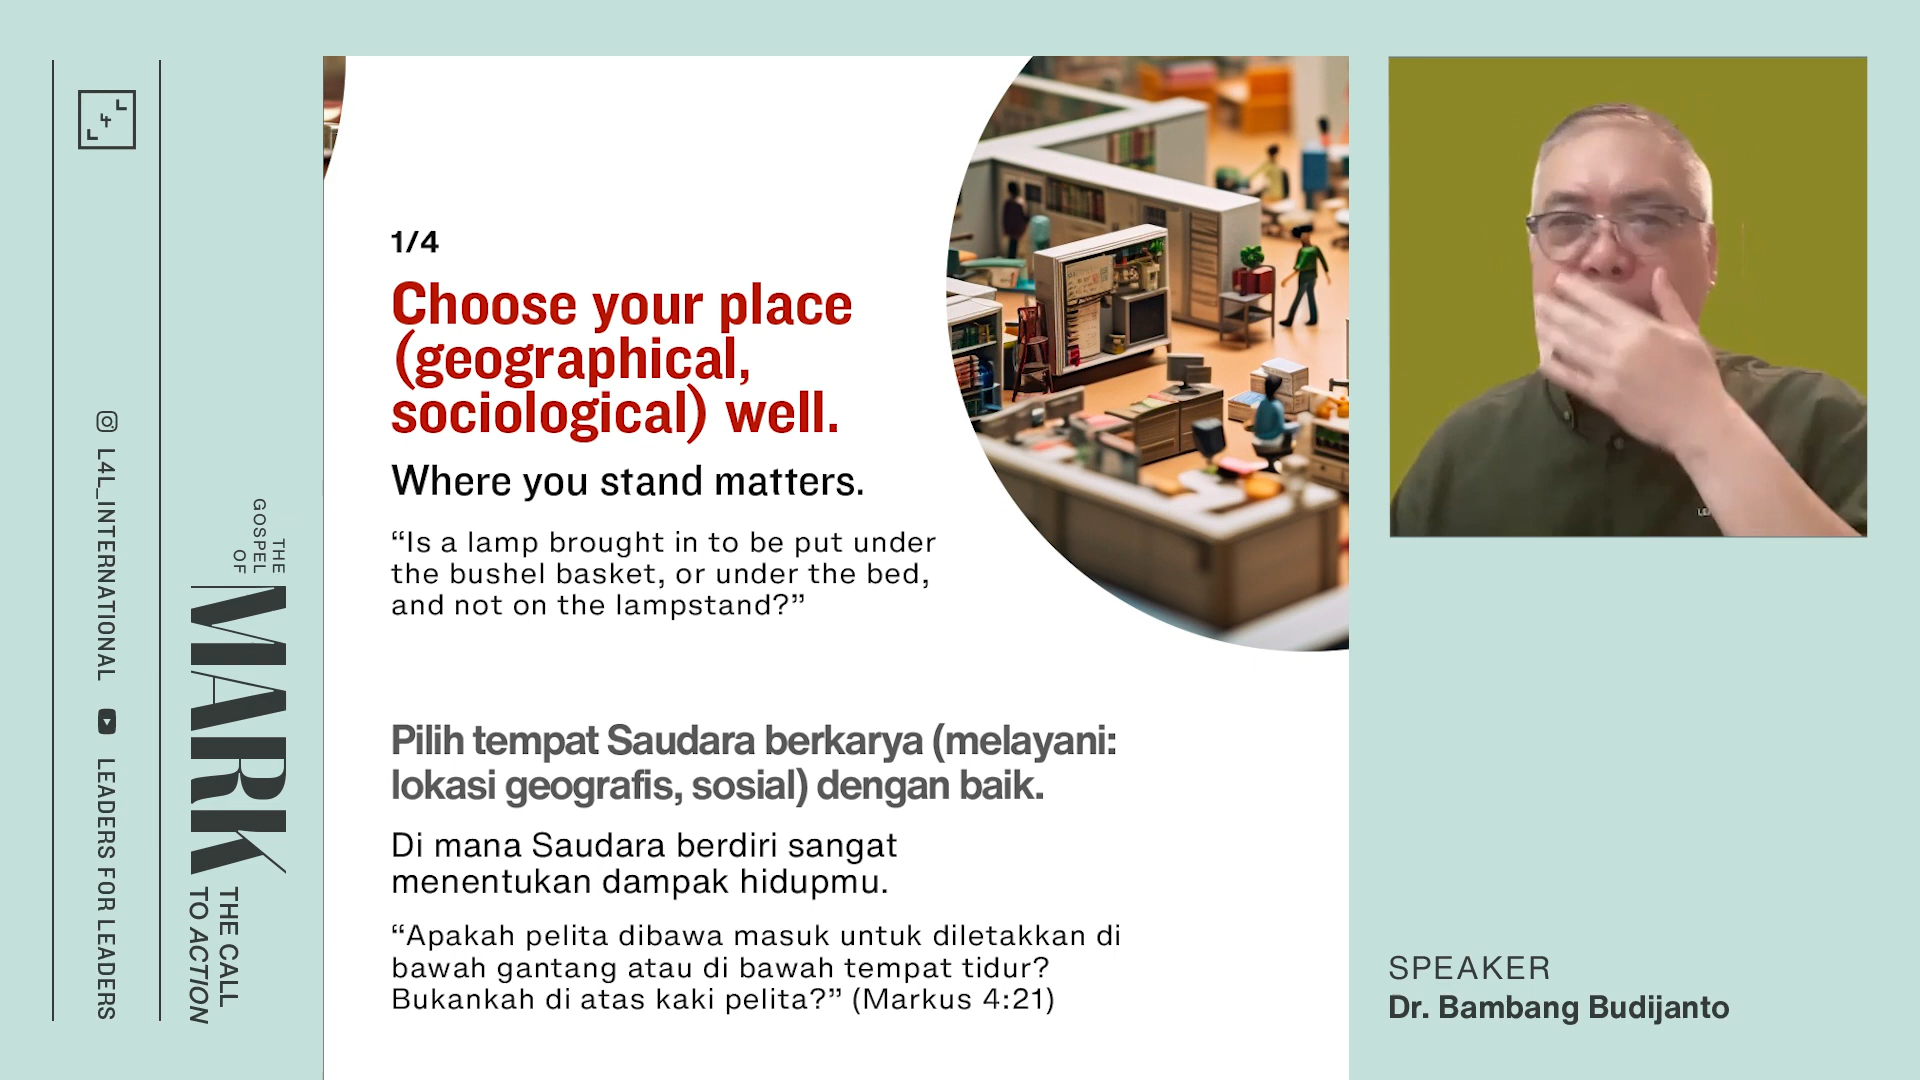 L4L_INTERNATIONAL
LEADERS FOR LEADERS
THE
GOSPEL
OF
MARK
THE CALL
TO ACTION
1/4
Choose your place
(geographical,
sociological) well.
Where you stand matters.
“Is a lamp brought in to be put under
the bushel basket, or under the bed,
and not on the lampstand?”
Pilih tempat Saudara berkarya (melayani:
lokasi geografis, sosial) dengan baik.
Di mana Saudara berdiri sangat
menentukan dampak hidupmu.
“Apakah pelita dibawa masuk untuk diletakkan di
bawah gantang atau di bawah tempat tidur?
Bukankah di atas kaki pelita?” (Markus 4:21)
SPEAKER
Dr. Bambang Budijanto